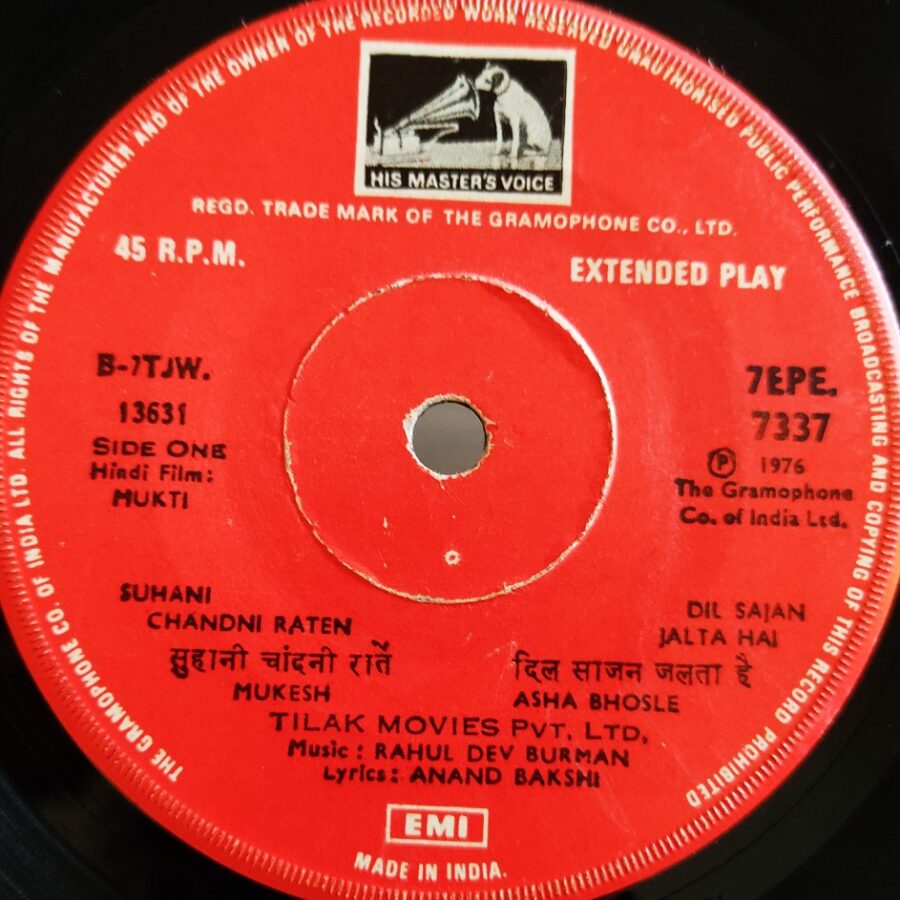 THE GRAMOPHONE CO. OF INDIA LTD. ALL RIGHTS OF THE MANUFACTURER AND OF THE OWNER OF THE RECORDED WORK RESERVED UNAUTHORISED PUBLIC PERFORMANCE BROADCASTING AND COPYING OF THIS RECORD PROHIBITED
HIS MASTER'S VOICE
REGD. TRADE MARK OF THE GRAMOPHONE CO., LTD.
45 R.P.M.
EXTENDED PLAY
B-7TJW.
13631
SIDE ONE
Hindi Film:
MUKTI
7EPE.
7337
Ⓟ 1976
The Gramophone
Co. of India Ltd.
SUHANI
CHANDNI RATEN
सुहानी चांदनी रातें
MUKESH
DIL SAJAN
JALTA HAI
दिल साजन जलता है
ASHA BHOSLE
TILAK MOVIES PVT. LTD.
Music : RAHUL DEV BURMAN
Lyrics : ANAND BAKSHI
EMI
MADE IN INDIA.